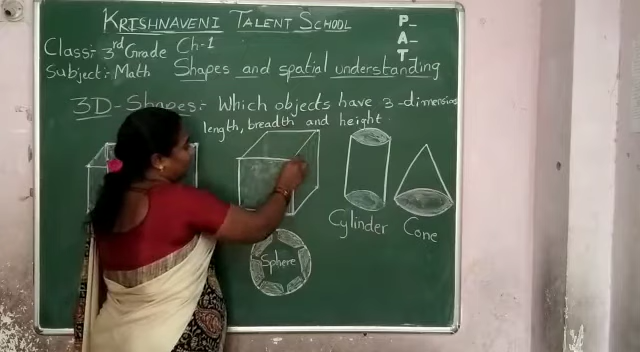 KRISHNAVENI TALENT SCHOOL
P-
A-
T-
Class:- 3rd Grade Ch-1
Subject:- Math Shapes and spatial understanding
3D-Shapes:- Which objects have 3-dimension
length, breadth and height
Cylinder
Cone
Sphere